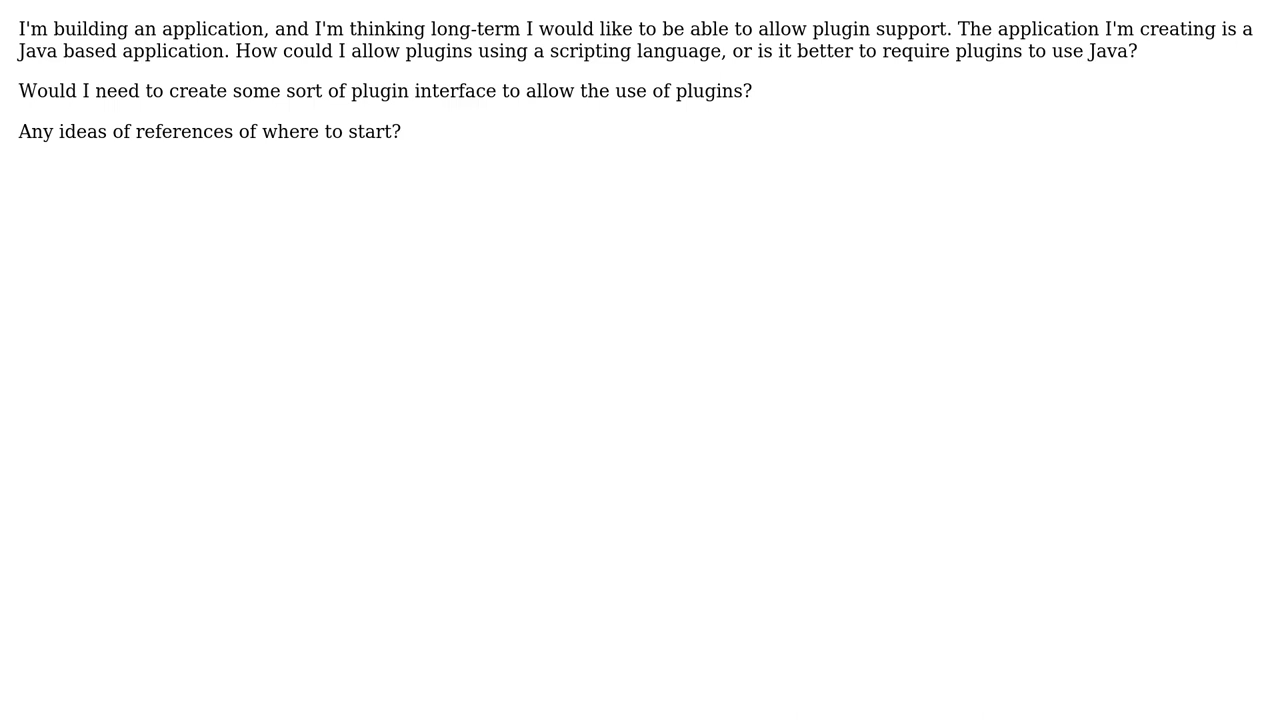 I'm building an application, and I'm thinking long-term I would like to be able to allow plugin support. The application I'm creating is a
Java based application. How could I allow plugins using a scripting language, or is it better to require plugins to use Java?
Would I need to create some sort of plugin interface to allow the use of plugins?
Any ideas of references of where to start?